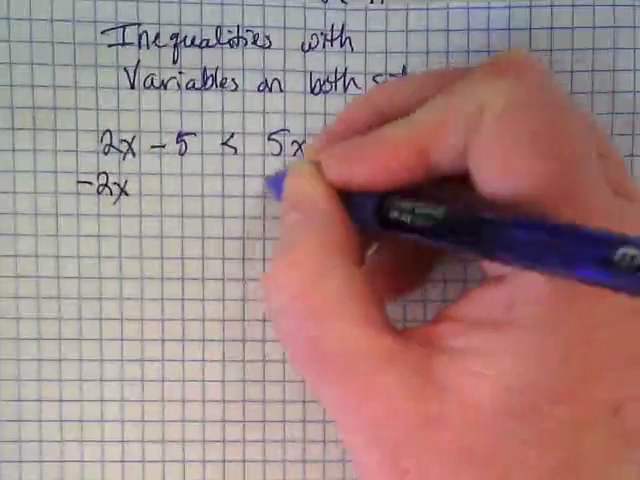 Inequalities with
Variables on both
2x - 5 < 5x
-2x